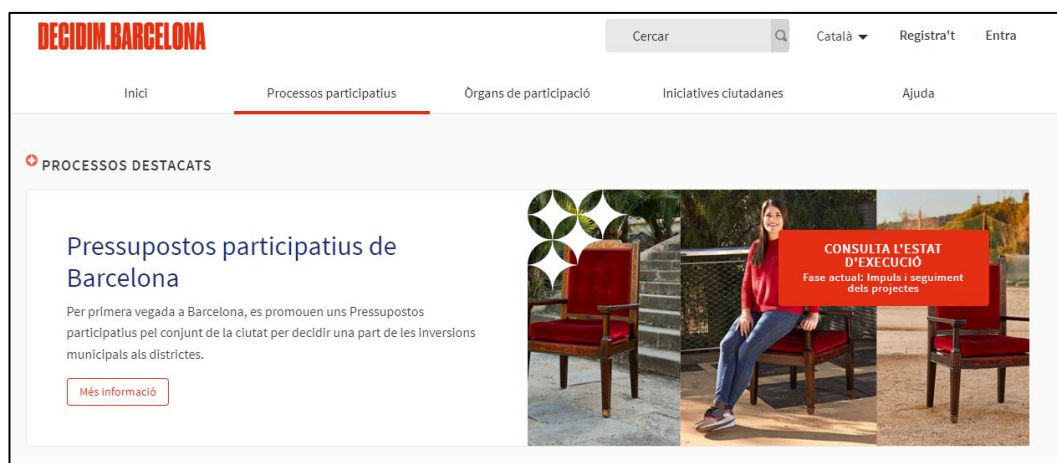 DECIDIM.BARCELONA
Cercar
Català
Registra't
Entra
Inici
Processos participatius
Òrgans de participació
Iniciatives ciutadanes
Ajuda
PROCESSOS DESTACATS
Pressupostos participatius de
Barcelona
Per primera vegada a Barcelona, es promouen uns Pressupostos
participatius pel conjunt de la ciutat per decidir una part de les inversions
municipals als districtes.
Més informació
CONSULTA L'ESTAT
D'EXECUCIÓ
Fase actual: Impuls i seguiment
dels projectes